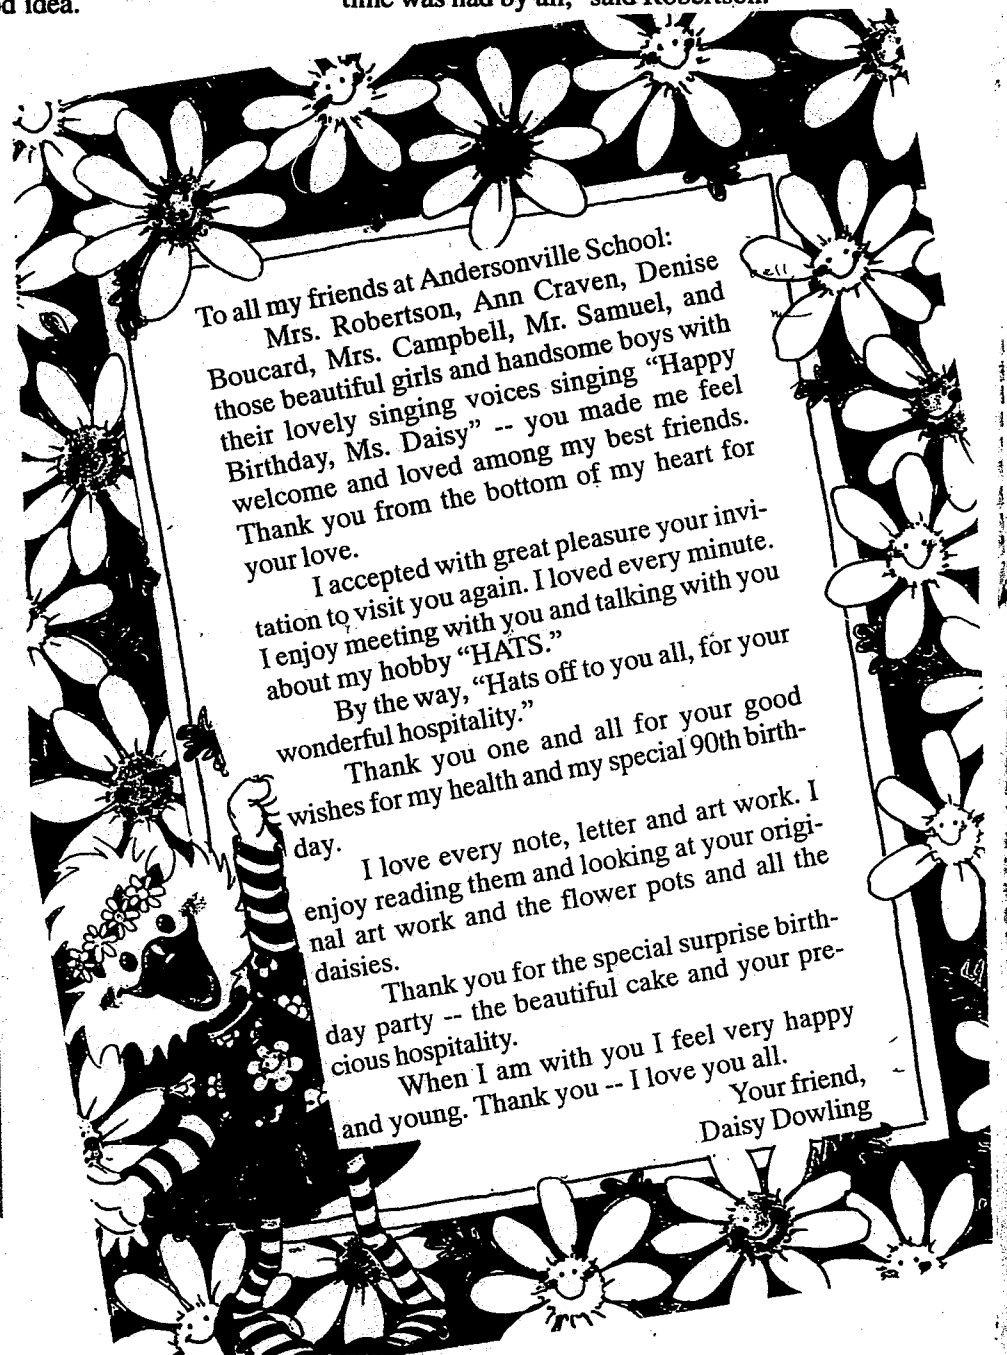 d idea.
time was had by all," said Robertson.
To all my friends at Andersonville School:
Mrs. Robertson, Ann Craven, Denise
Boucard, Mrs. Campbell, Mr. Samuel, and
those beautiful girls and handsome boys with
their lovely singing voices singing “Happy
Birthday, Ms. Daisy” -- you made me feel
welcome and loved among my best friends.
Thank you from the bottom of my heart for
your love.
I accepted with great pleasure your invi-
tation to visit you again. I loved every minute.
I enjoy meeting with you and talking with you
about my hobby “HATS.”
By the way, “Hats off to you all, for your
wonderful hospitality.”
Thank you one and all for your good
wishes for my health and my special 90th birth-
day.
I love every note, letter and art work. I
enjoy reading them and looking at your origi-
nal art work and the flower pots and all the
daisies.
Thank you for the special surprise birth-
day party -- the beautiful cake and your pre-
cious hospitality.
When I am with you I feel very happy
and young. Thank you -- I love you all.
Your friend,
Daisy Dowling